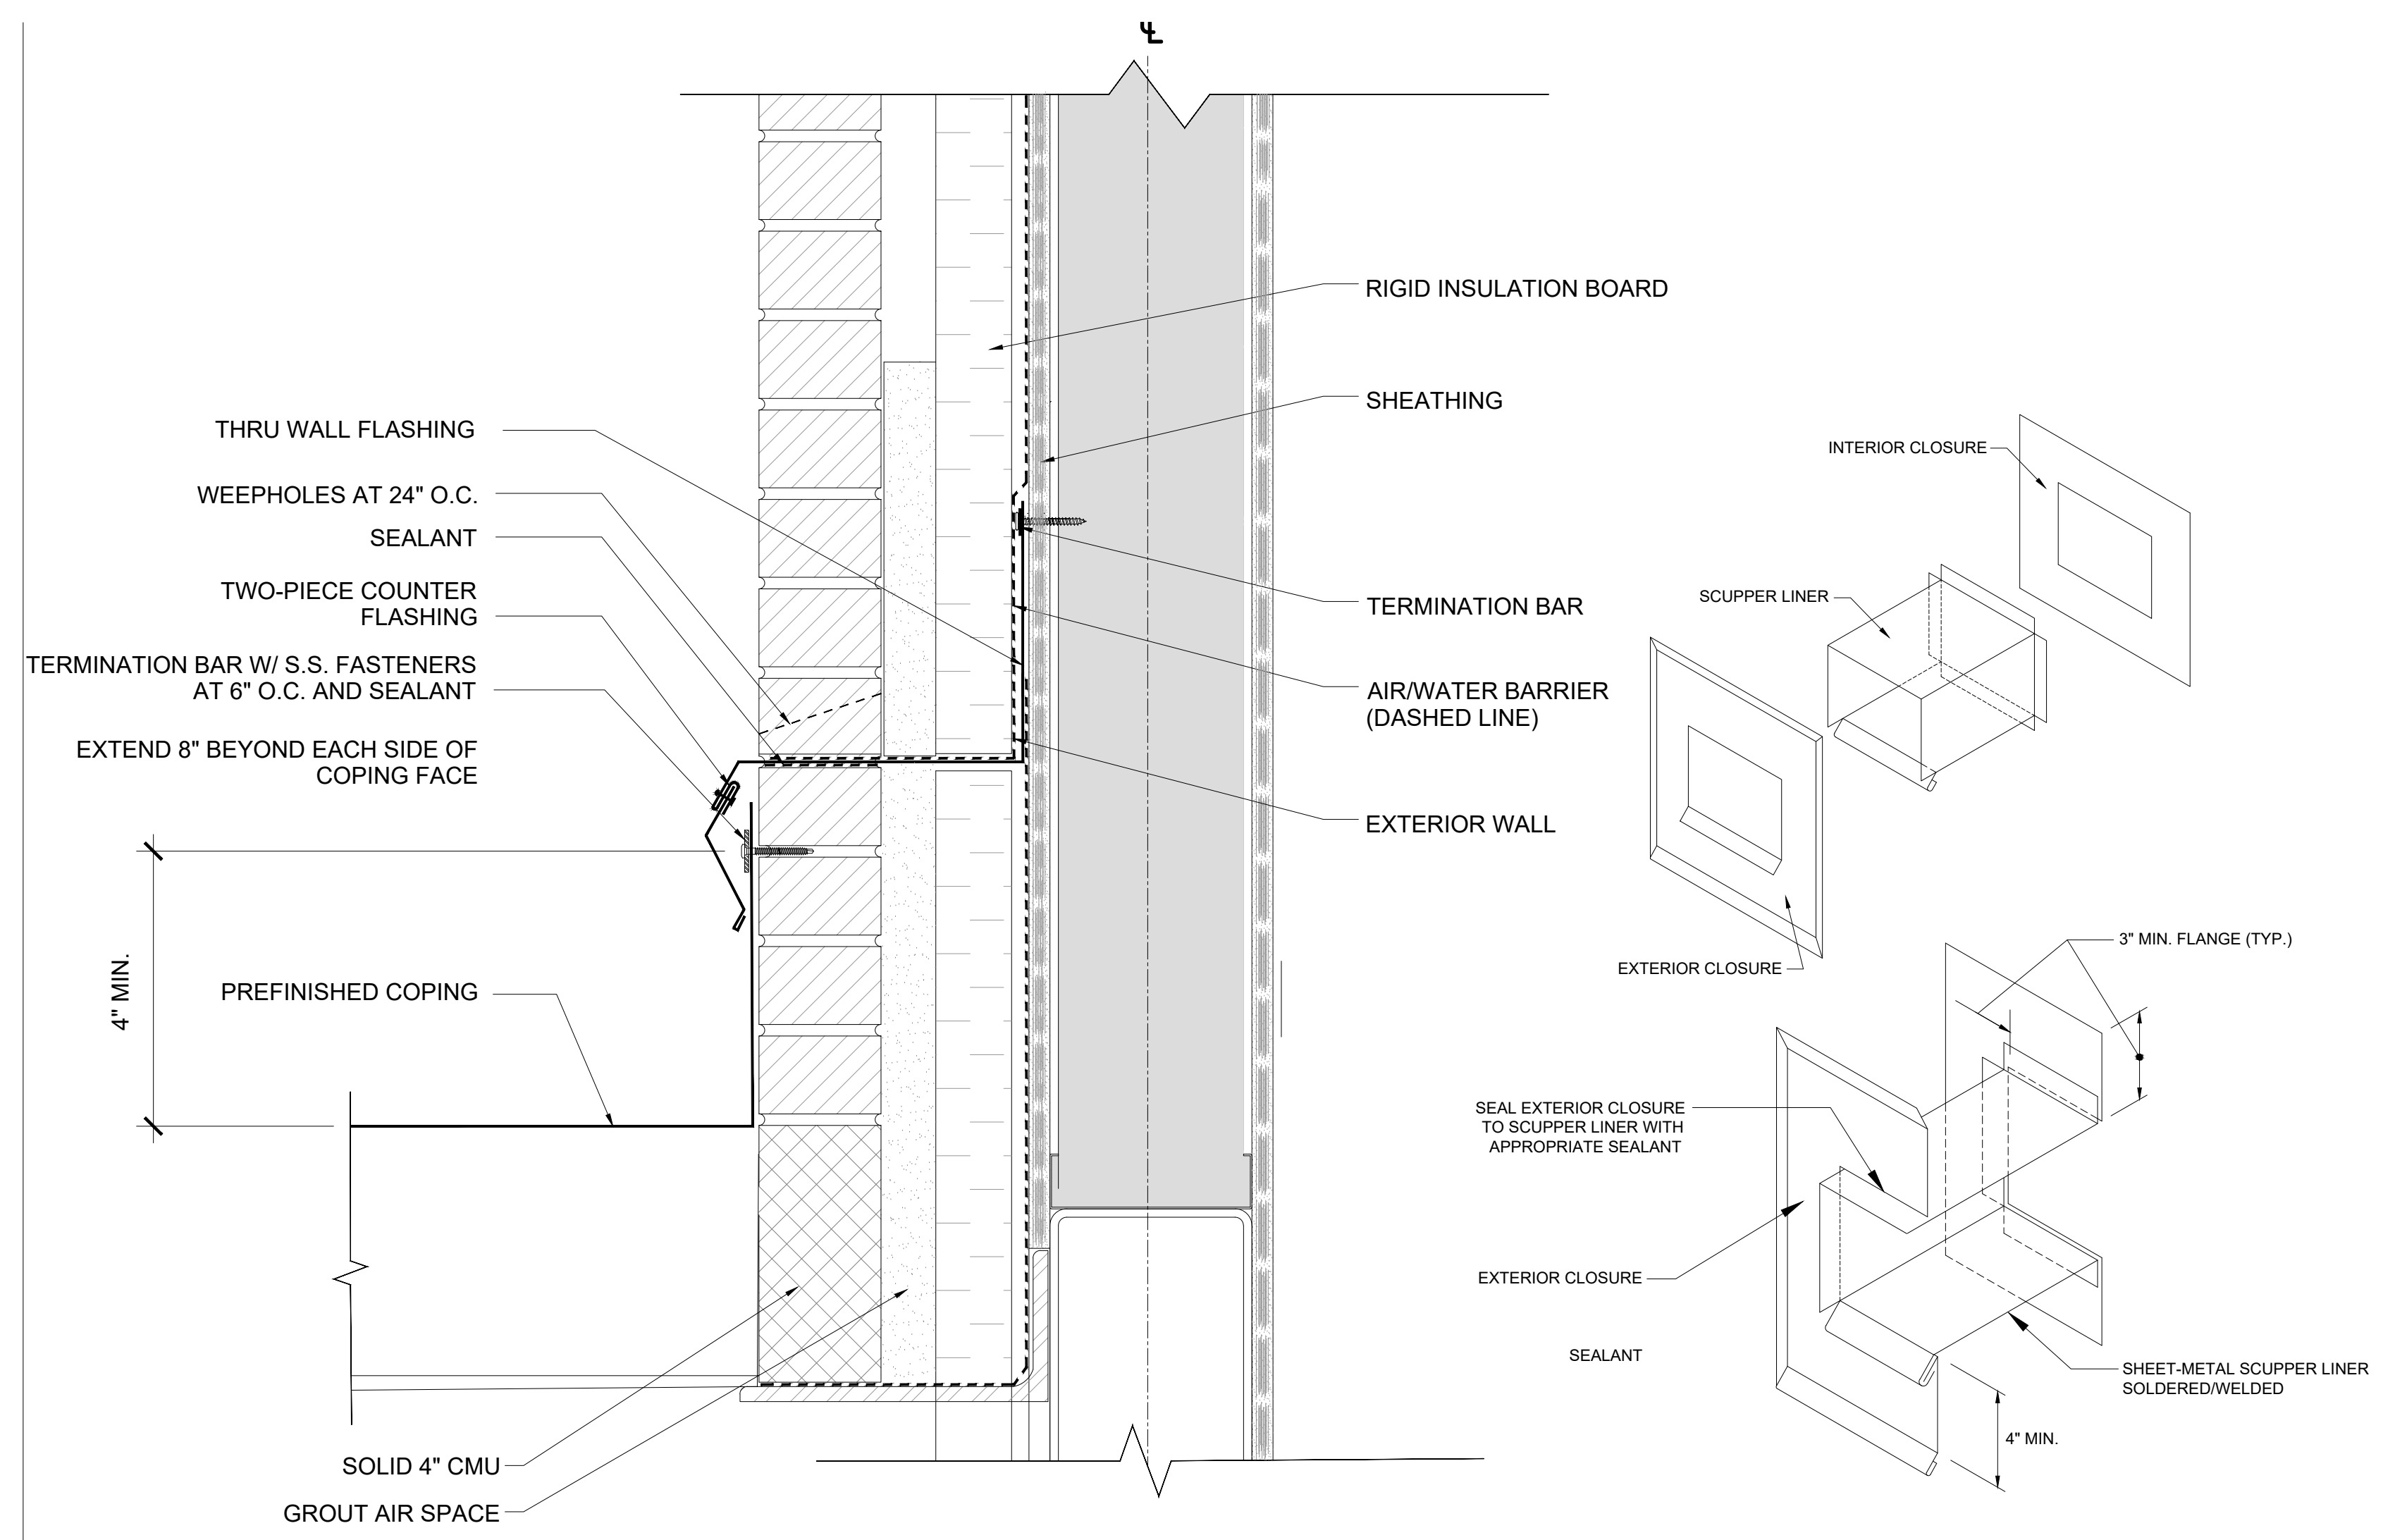 ℄
THRU WALL FLASHING
WEEPHOLES AT 24" O.C.
SEALANT
TWO-PIECE COUNTER
FLASHING
TERMINATION BAR W/ S.S. FASTENERS
AT 6" O.C. AND SEALANT
EXTEND 8" BEYOND EACH SIDE OF
COPING FACE
4" MIN.
PREFINISHED COPING
SOLID 4" CMU
GROUT AIR SPACE
RIGID INSULATION BOARD
SHEATHING
TERMINATION BAR
AIR/WATER BARRIER
(DASHED LINE)
EXTERIOR WALL
INTERIOR CLOSURE
SCUPPER LINER
EXTERIOR CLOSURE
3" MIN. FLANGE (TYP.)
SEAL EXTERIOR CLOSURE
TO SCUPPER LINER WITH
APPROPRIATE SEALANT
EXTERIOR CLOSURE
SEALANT
SHEET-METAL SCUPPER LINER
SOLDERED/WELDED
4" MIN.